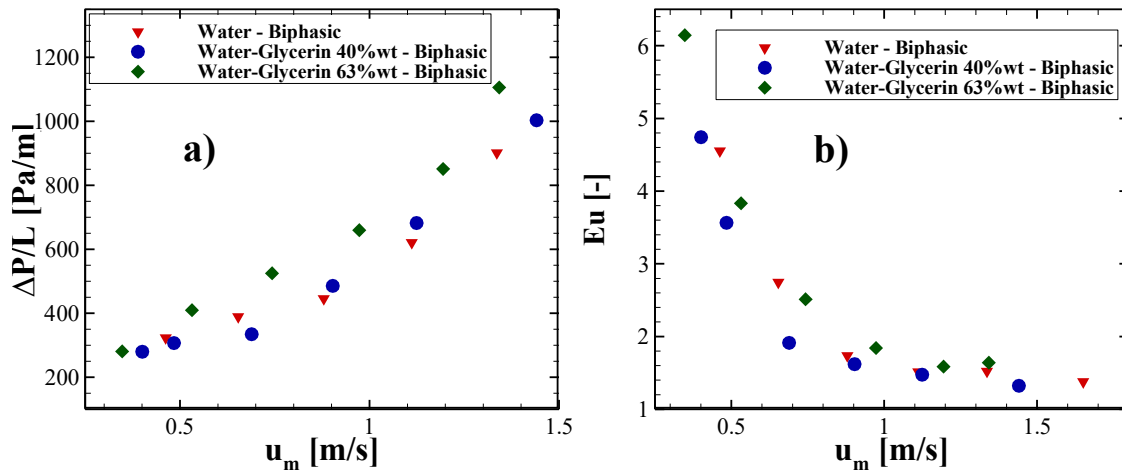 Water - Biphasic
Water-Glycerin 40%wt - Biphasic
Water-Glycerin 63%wt - Biphasic
a)
ΔP/L [Pa/m]
1200
1000
800
600
400
200
0.5
1
1.5
u_m [m/s]
Water - Biphasic
Water-Glycerin 40%wt - Biphasic
Water-Glycerin 63%wt - Biphasic
b)
Eu [-]
6
5
4
3
2
1
0.5
1
1.5
u_m [m/s]